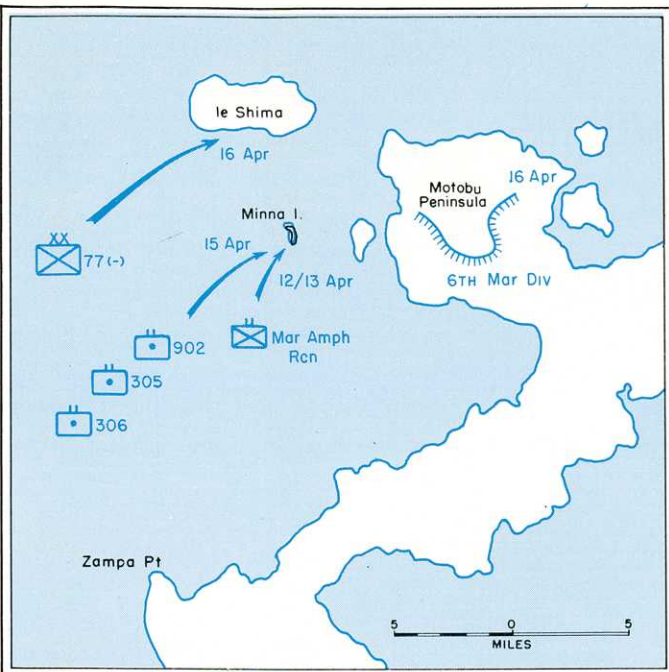 Ie Shima
16 Apr
Minna I.
Motobu
Peninsula
16 Apr
XX
77(-)
15 Apr
12/13 Apr
6TH Mar Div
902
Mar Amph
Rcn
305
306
Zampa Pt
5 0 5
MILES